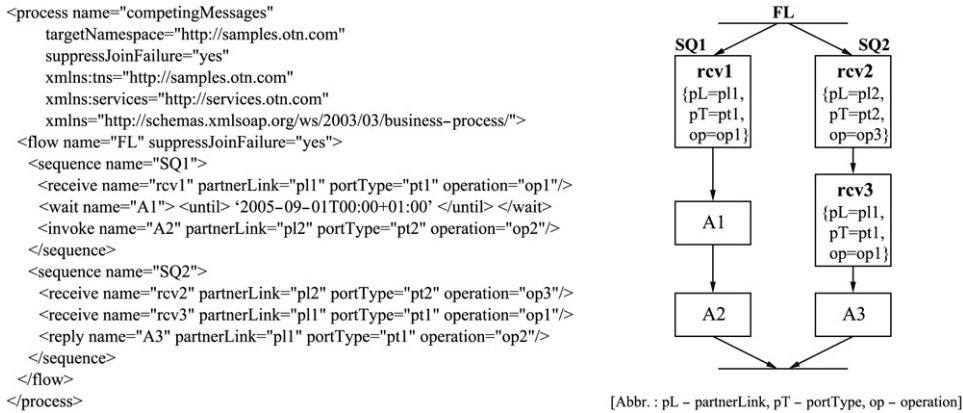 <process name="competingMessages"
targetNamespace="http://samples.otn.com"
suppressJoinFailure="yes"
xmlns:tns="http://samples.otn.com"
xmlns:services="http://services.otn.com"
xmlns="http://schemas.xmlsoap.org/ws/2003/03/business-process/">
<flow name="FL" suppressJoinFailure="yes">
<sequence name="SQ1">
<receive name="rcv1" partnerLink="pl1" portType="pt1" operation="op1"/>
<wait name="A1"> <until> ‘2005-09-01T00:00+01:00’ </until> </wait>
<invoke name="A2" partnerLink="pl2" portType="pt2" operation="op2"/>
</sequence>
<sequence name="SQ2">
<receive name="rcv2" partnerLink="pl2" portType="pt2" operation="op3"/>
<receive name="rcv3" partnerLink="pl1" portType="pt1" operation="op1"/>
<reply name="A3" partnerLink="pl1" portType="pt1" operation="op2"/>
</sequence>
</flow>
</process>
FL
SQ1
rcv1
{pL=pl1,
pT=pt1,
op=op1}
A1
A2
SQ2
rcv2
{pL=pl2,
pT=pt2,
op=op3}
rcv3
{pL=pl1,
pT=pt1,
op=op1}
A3
[Abbr. : pL – partnerLink, pT – portType, op – operation]